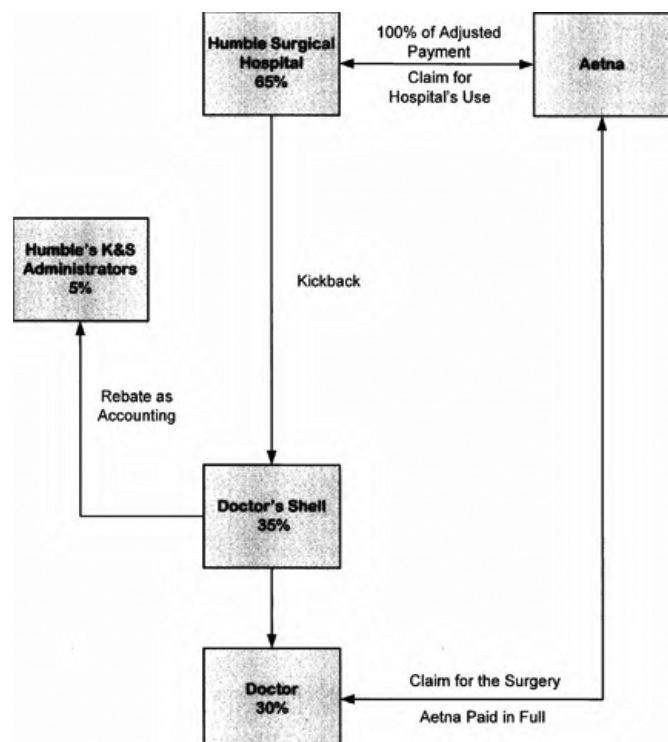 Humble Surgical
Hospital
65%
100% of Adjusted
Payment
Claim for
Hospital's Use
Aetna
Humble's K&S
Administrators
5%
Kickback
Rebate as
Accounting
Doctor's Shell
35%
Doctor
30%
Claim for the Surgery
Aetna Paid in Full